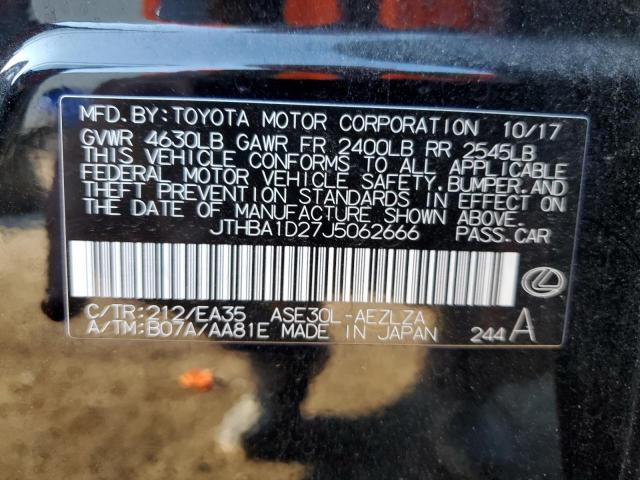 MFD.BY:TOYOTA MOTOR CORPORATION 10/17
GVWR 4630LB GAWR FR 2400LB RR 2545LB
THIS VEHICLE CONFORMS TO ALL APPLICABLE
FEDERAL MOTOR VEHICLE SAFETY,BUMPER,AND
THEFT PREVENTION STANDARDS IN EFFECT ON
THE DATE OF MANUFACTURE SHOWN ABOVE.
JTHBA1D27J5062666 PASS.CAR
C/TR:212/EA35 ASE30L-AEZLZA
A/TM:B07A/AA81E MADE IN JAPAN 244 A